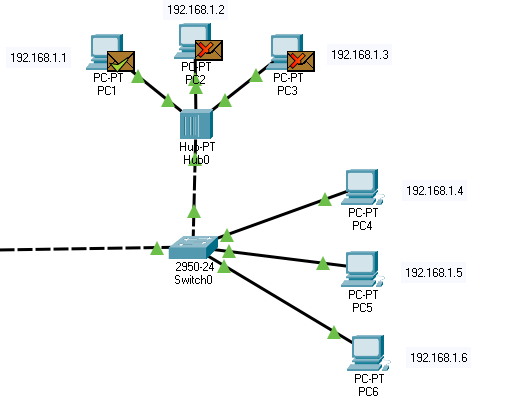 192.168.1.2
192.168.1.1
192.168.1.3
PC-PT
PC1
PC-PT
PC2
PC-PT
PC3
Hub-PT
Hub0
192.168.1.4
PC-PT
PC4
2950-24
Switch0
192.168.1.5
PC-PT
PC5
192.168.1.6
PC-PT
PC6